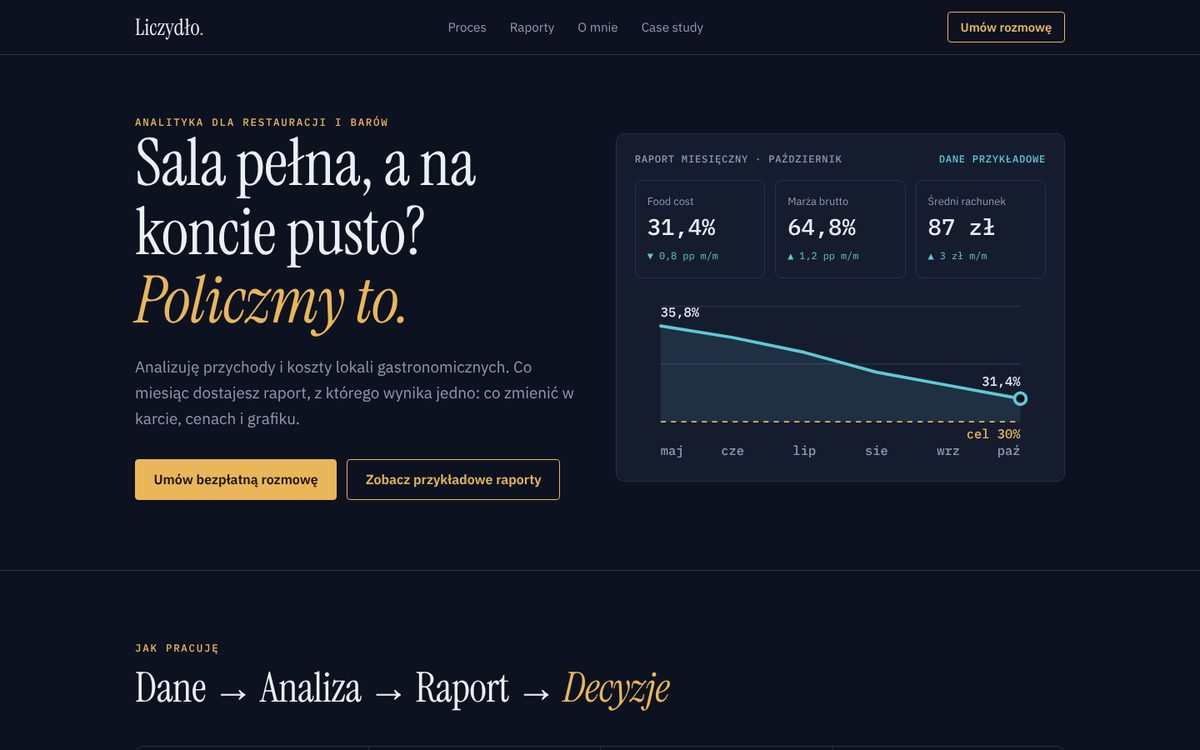 Liczydło.
Proces
Raporty
O mnie
Case study
Umów rozmowę
ANALITYKA DLA RESTAURACJI I BARÓW
Sala pełna, a na
koncie pusto?
Policzmy to.
Analizuję przychody i koszty lokali gastronomicznych. Co
miesiąc dostajesz raport, z którego wynika jedno: co zmienić w
karcie, cenach i grafiku.
Umów bezpłatną rozmowę
Zobacz przykładowe raporty
RAPORT MIESIĘCZNY · PAŹDZIERNIK
DANE PRZYKŁADOWE
Food cost
31,4%
▼ 0,8 pp m/m
Marża brutto
64,8%
▲ 1,2 pp m/m
Średni rachunek
87 zł
▲ 3 zł m/m
35,8%
31,4%
cel 30%
maj cze lip sie wrz paź
JAK PRACUJĘ
Dane → Analiza → Raport → Decyzje